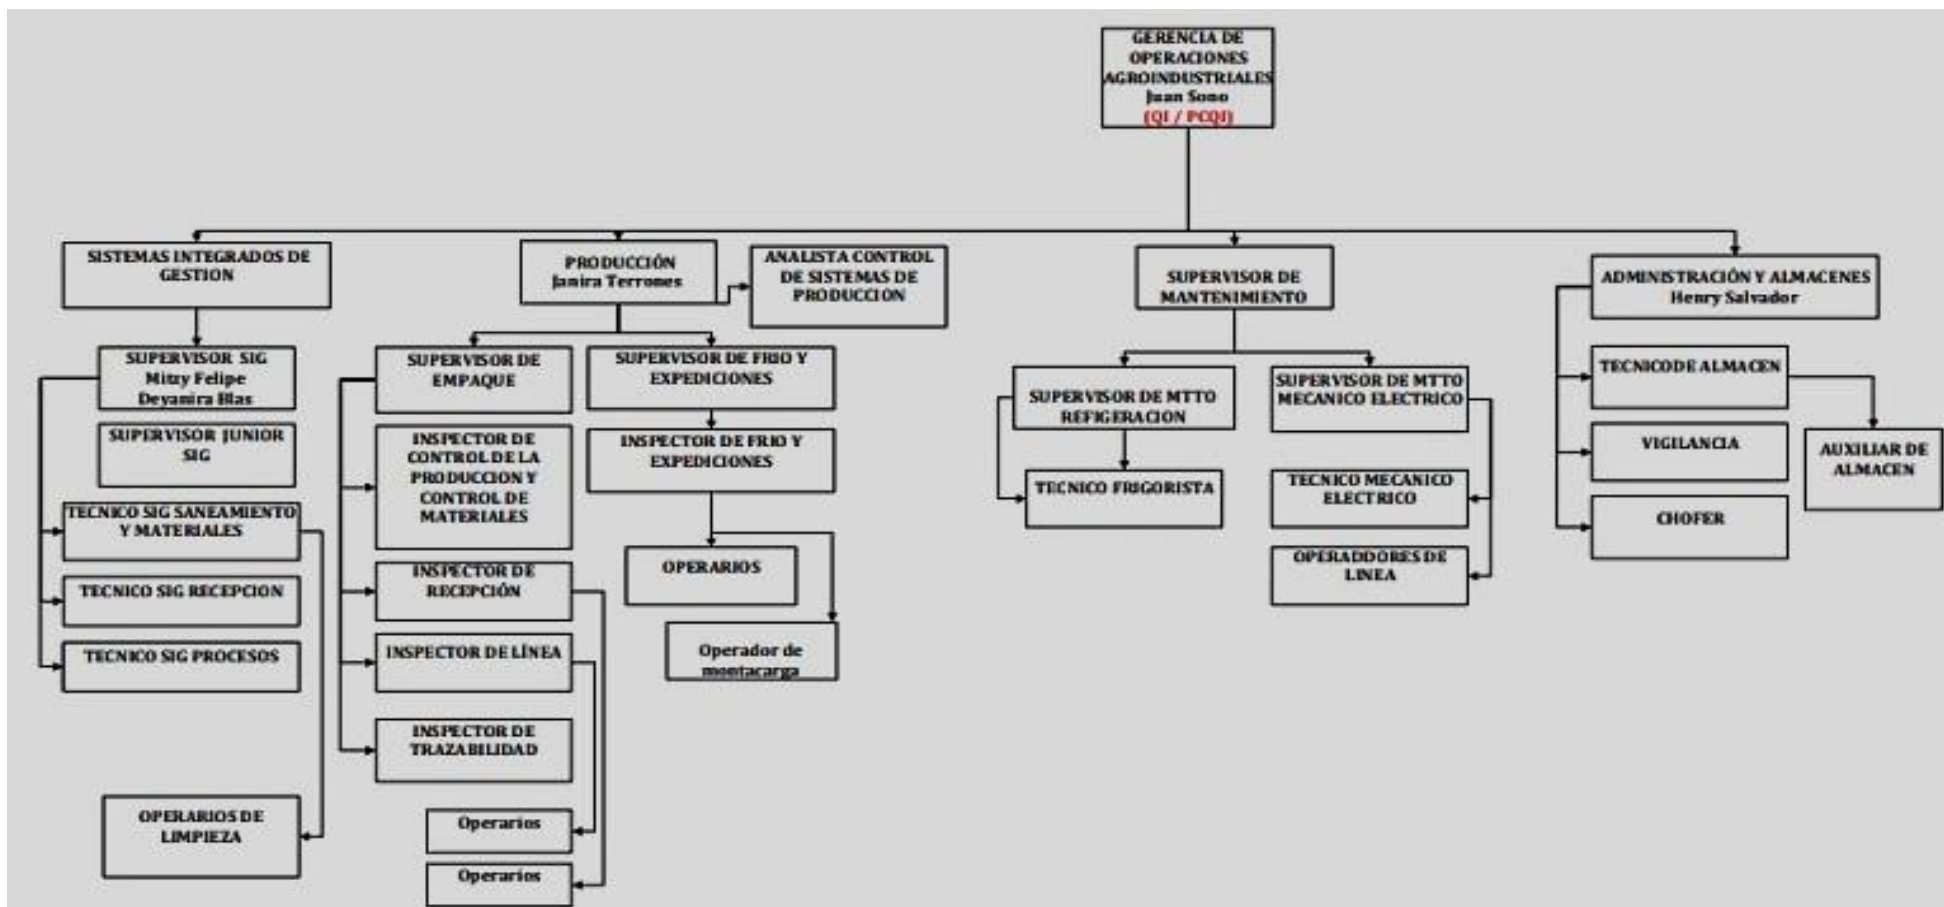 GERENCIA DE
OPERACIONES
AGROINDUSTRIALES
Juan Sono
(QI / PCQI)
SISTEMAS INTEGRADOS DE
GESTION
PRODUCCIÓN
Janira Terrones
ANALISTA CONTROL
DE SISTEMAS DE
PRODUCCION
SUPERVISOR DE
MANTENIMIENTO
ADMINISTRACIÓN Y ALMACENES
Henry Salvador
SUPERVISOR SIG
Mitzy Felipe
Deyanira Blas
SUPERVISOR JUNIOR
SIG
TECNICO SIG SANEAMIENTO
Y MATERIALES
TECNICO SIG RECEPCION
TECNICO SIG PROCESOS
OPERARIOS DE
LIMPIEZA
SUPERVISOR DE
EMPAQUE
INSPECTOR DE
CONTROL DE LA
PRODUCCION Y
CONTROL DE
MATERIALES
INSPECTOR DE
RECEPCIÓN
INSPECTOR DE LÍNEA
INSPECTOR DE
TRAZABILIDAD
Operarios
Operarios
SUPERVISOR DE FRIO Y
EXPEDICIONES
INSPECTOR DE FRIO Y
EXPEDICIONES
OPERARIOS
Operador de
montacarga
SUPERVISOR DE MTTO
REFIGERACION
TECNICO FRIGORISTA
SUPERVISOR DE MTTO
MECANICO ELECTRICO
TECNICO MECANICO
ELECTRICO
OPERADDORES DE
LINEA
TECNICODE ALMACEN
VIGILANCIA
CHOFER
AUXILIAR DE
ALMACEN